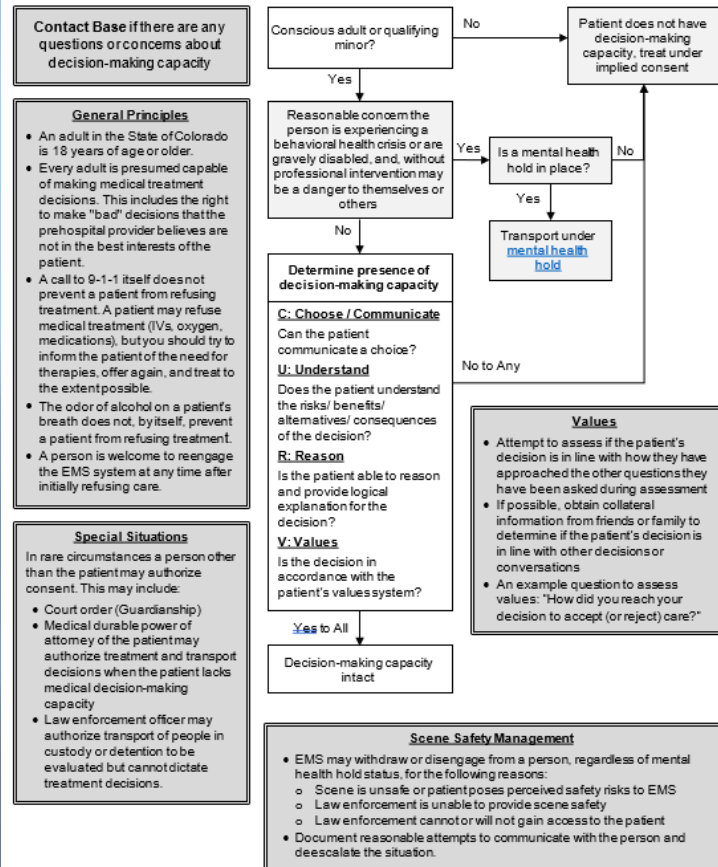 Contact Base if there are any
questions or concerns about
decision-making capacity
Conscious adult or qualifying
minor?
No
Patient does not have
decision-making
capacity, treat under
implied consent
Yes
General Principles
• An adult in the State of Colorado
is 18 years of age or older.
• Every adult is presumed capable
of making medical treatment
decisions. This includes the right
to make "bad" decisions that the
prehospital provider believes are
not in the best interests of the
patient.
• A call to 9-1-1 itself does not
prevent a patient from refusing
treatment. A patient may refuse
medical treatment (IVs, oxygen,
medications), but you should try to
inform the patient of the need for
therapies, offer again, and treat to
the extent possible.
• The odor of alcohol on a patient's
breath does not, by itself, prevent
a patient from refusing treatment.
• A person is welcome to reengage
the EMS system at any time after
initially refusing care.
Reasonable concern the
person is experiencing a
behavioral health crisis or are
gravely disabled, and, without
professional intervention may
be a danger to themselves or
others
Yes
Is a mental health
hold in place?
No
Yes
Transport under
mental health
hold
No
Determine presence of
decision-making capacity
C: Choose / Communicate
Can the patient
communicate a choice?
U: Understand
Does the patient understand
the risks/ benefits/
alternatives/ consequences
of the decision?
R: Reason
Is the patient able to reason
and provide logical
explanation for the
decision?
V: Values
Is the decision in
accordance with the
patient's values system?
No to Any
Yes to All
Decision-making capacity
intact
Values
• Attempt to assess if the patient's
decision is in line with how they have
approached the other questions they
have been asked during assessment
• If possible, obtain collateral
information from friends or family to
determine if the patient's decision is
in line with other decisions or
conversations
• An example question to assess
values: "How did you reach your
decision to accept (or reject) care?"
Special Situations
In rare circumstances a person other
than the patient may authorize
consent. This may include:
• Court order (Guardianship)
• Medical durable power of
attorney of the patient may
authorize treatment and transport
decisions when the patient lacks
medical decision-making
capacity
• Law enforcement officer may
authorize transport of people in
custody or detention to be
evaluated but cannot dictate
treatment decisions.
Scene Safety Management
• EMS may withdraw or disengage from a person, regardless of mental
health hold status, for the following reasons:
o Scene is unsafe or patient poses perceived safety risks to EMS
o Law enforcement is unable to provide scene safety
o Law enforcement cannot or will not gain access to the patient
• Document reasonable attempts to communicate with the person and
deescalate the situation.